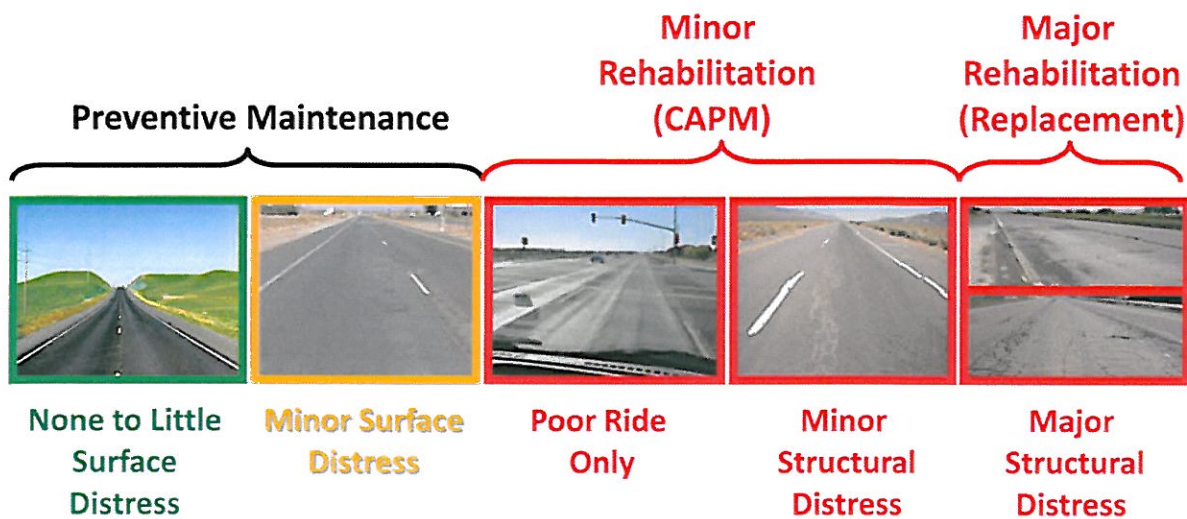 Minor
Rehabilitation
(CAPM)
Major
Rehabilitation
(Replacement)
Preventive Maintenance
None to Little
Surface
Distress
Minor Surface
Distress
Poor Ride
Only
Minor
Structural
Distress
Major
Structural
Distress